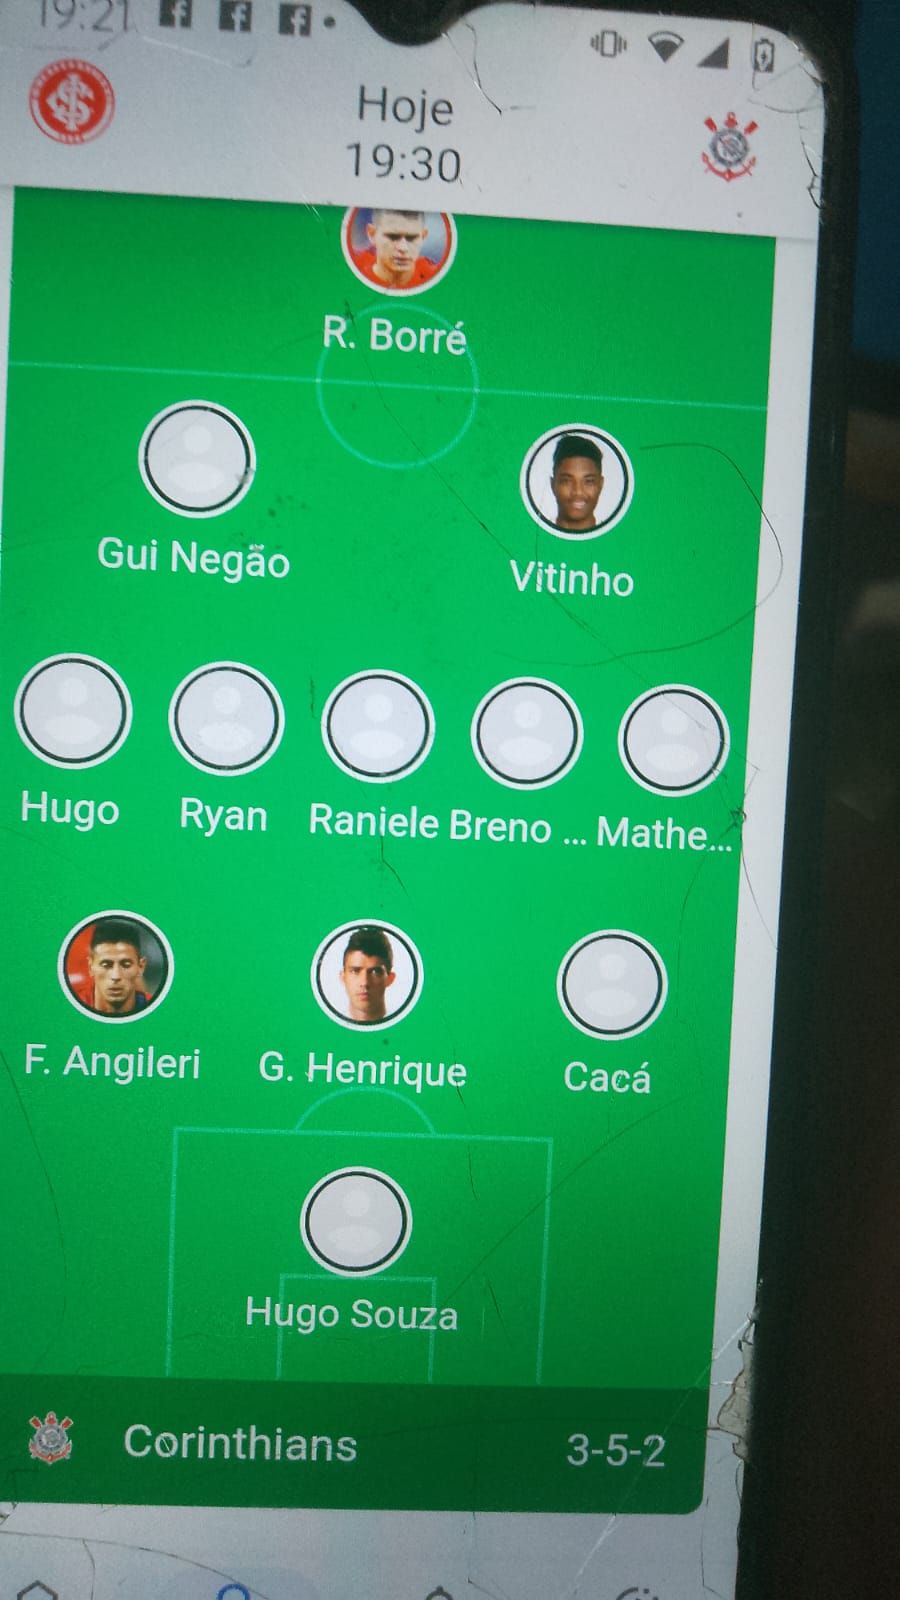 19:21
Hoje
19:30
R. Borré
Gui Negão
Vitinho
Hugo
Ryan
Raniele
Breno ...
Mathe...
F. Angileri
G. Henrique
Cacá
Hugo Souza
Corinthians
3-5-2